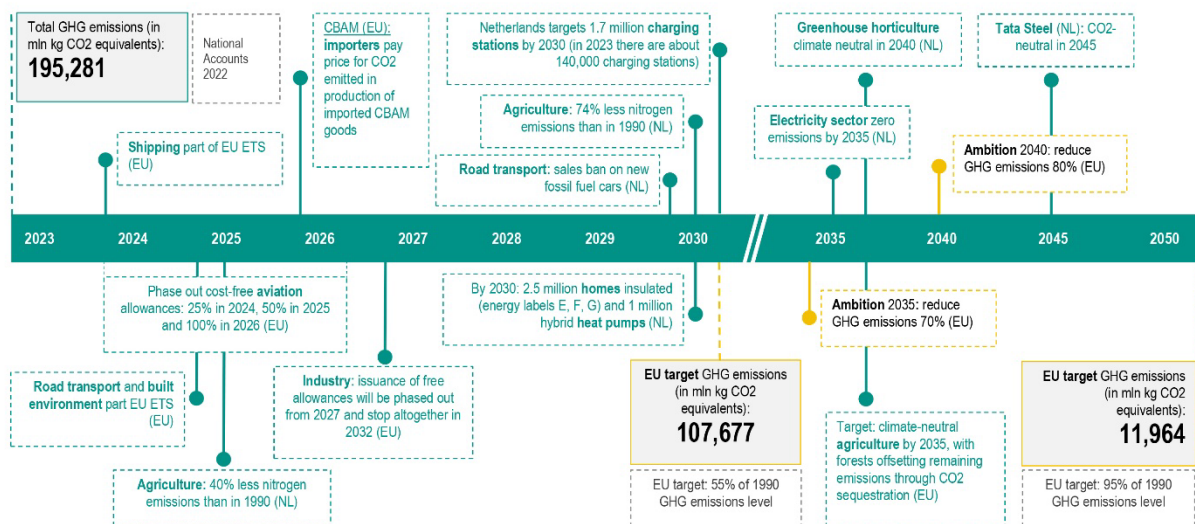 Total GHG emissions (in
mln kg CO2 equivalents):
195,281
National
Accounts
2022
CBAM (EU):
importers pay
price for CO2
emitted in
production of
imported CBAM
goods
Shipping part of EU ETS
(EU)
Netherlands targets 1.7 million charging
stations by 2030 (in 2023 there are about
140,000 charging stations)
Agriculture: 74% less nitrogen
emissions than in 1990 (NL)
Road transport: sales ban on new
fossil fuel cars (NL)
Greenhouse horticulture
climate neutral in 2040 (NL)
Electricity sector zero
emissions by 2035 (NL)
Tata Steel (NL): CO2-
neutral in 2045
Ambition 2040: reduce
GHG emissions 80% (EU)
2023 2024 2025 2026 2027 2028 2029 2030 2035 2040 2045 2050
Phase out cost-free aviation
allowances: 25% in 2024, 50% in 2025
and 100% in 2026 (EU)
Road transport and built
environment part EU ETS
(EU)
Agriculture: 40% less nitrogen
emissions than in 1990 (NL)
Industry: issuance of free
allowances will be phased out
from 2027 and stop altogether in
2032 (EU)
By 2030: 2.5 million homes insulated
(energy labels E, F, G) and 1 million
hybrid heat pumps (NL)
EU target GHG emissions
(in mln kg CO2
equivalents):
107,677
EU target: 55% of 1990
GHG emissions level
Ambition 2035: reduce
GHG emissions 70% (EU)
Target: climate-neutral
agriculture by 2035, with
forests offsetting remaining
emissions through CO2
sequestration (EU)
EU target GHG emissions
(in mln kg CO2
equivalents):
11,964
EU target: 95% of 1990
GHG emissions level